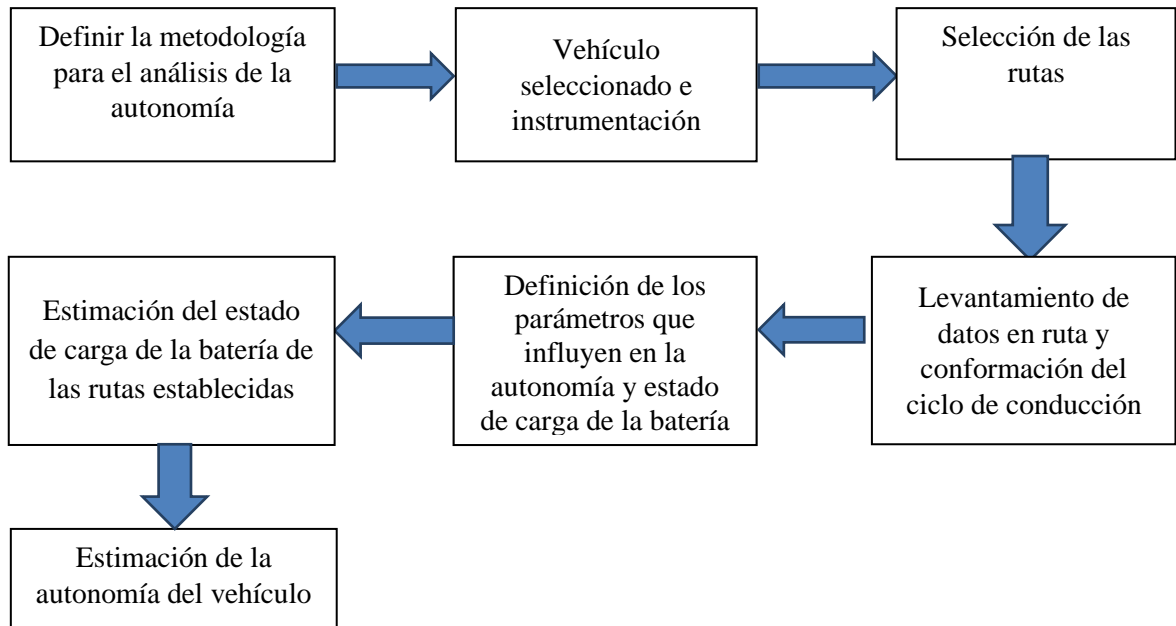 Definir la metodología
para el análisis de la
autonomía
Vehículo
seleccionado e
instrumentación
Selección de las
rutas
Levantamiento de
datos en ruta y
conformación del
ciclo de conducción
Definición de los
parámetros que
influyen en la
autonomía y estado
de carga de la batería
Estimación del estado
de carga de la batería de
las rutas establecidas
Estimación de la
autonomía del vehículo